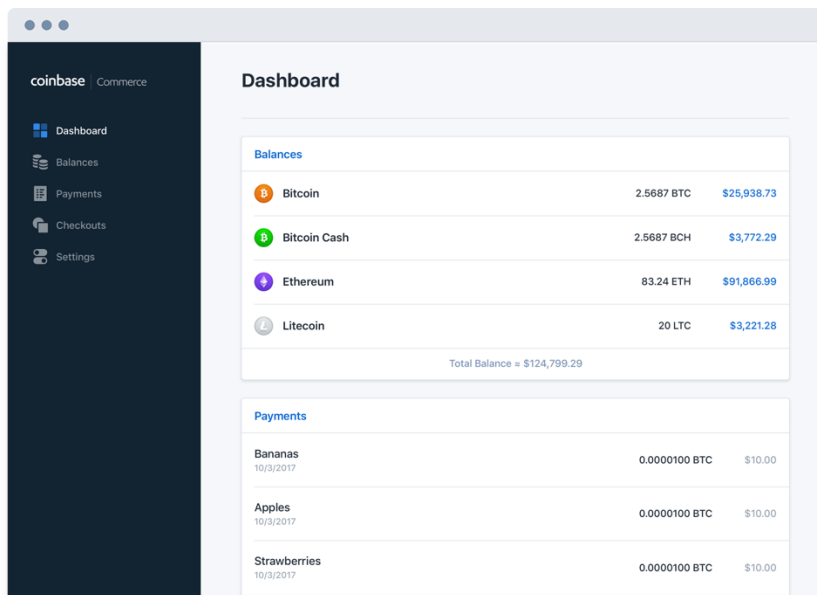 coinbase | Commerce
Dashboard
Balances
Payments
Checkouts
Settings
Dashboard
Balances
Bitcoin 2.5687 BTC $25,938.73
Bitcoin Cash 2.5687 BCH $3,772.29
Ethereum 83.24 ETH $91,866.99
Litecoin 20 LTC $3,221.28
Total Balance = $124,799.29
Payments
Bananas
10/3/2017
0.0000100 BTC $10.00
Apples
10/3/2017
0.0000100 BTC $10.00
Strawberries
10/3/2017
0.0000100 BTC $10.00